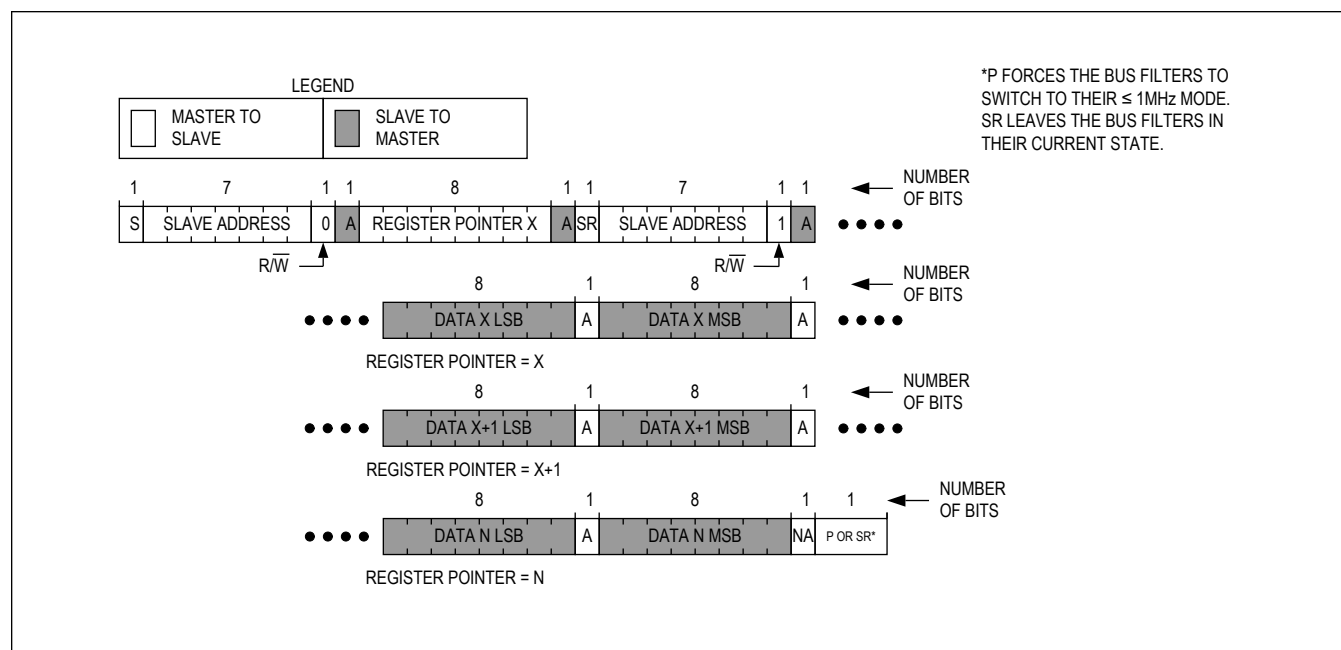 LEGEND
MASTER TO
SLAVE
SLAVE TO
MASTER
*P FORCES THE BUS FILTERS TO
SWITCH TO THEIR ≤ 1MHz MODE.
SR LEAVES THE BUS FILTERS IN
THEIR CURRENT STATE.
1 7 1 1 8 1 1 7 1 1
NUMBER
OF BITS
S SLAVE ADDRESS 0 A REGISTER POINTER X A SR SLAVE ADDRESS 1 A
R/W̅ R/W̅
8 1 8 1
NUMBER
OF BITS
DATA X LSB A DATA X MSB A
REGISTER POINTER = X
8 1 8 1
NUMBER
OF BITS
DATA X+1 LSB A DATA X+1 MSB A
REGISTER POINTER = X+1
8 1 8 1 1
NUMBER
OF BITS
DATA N LSB A DATA N MSB NA P OR SR*
REGISTER POINTER = N